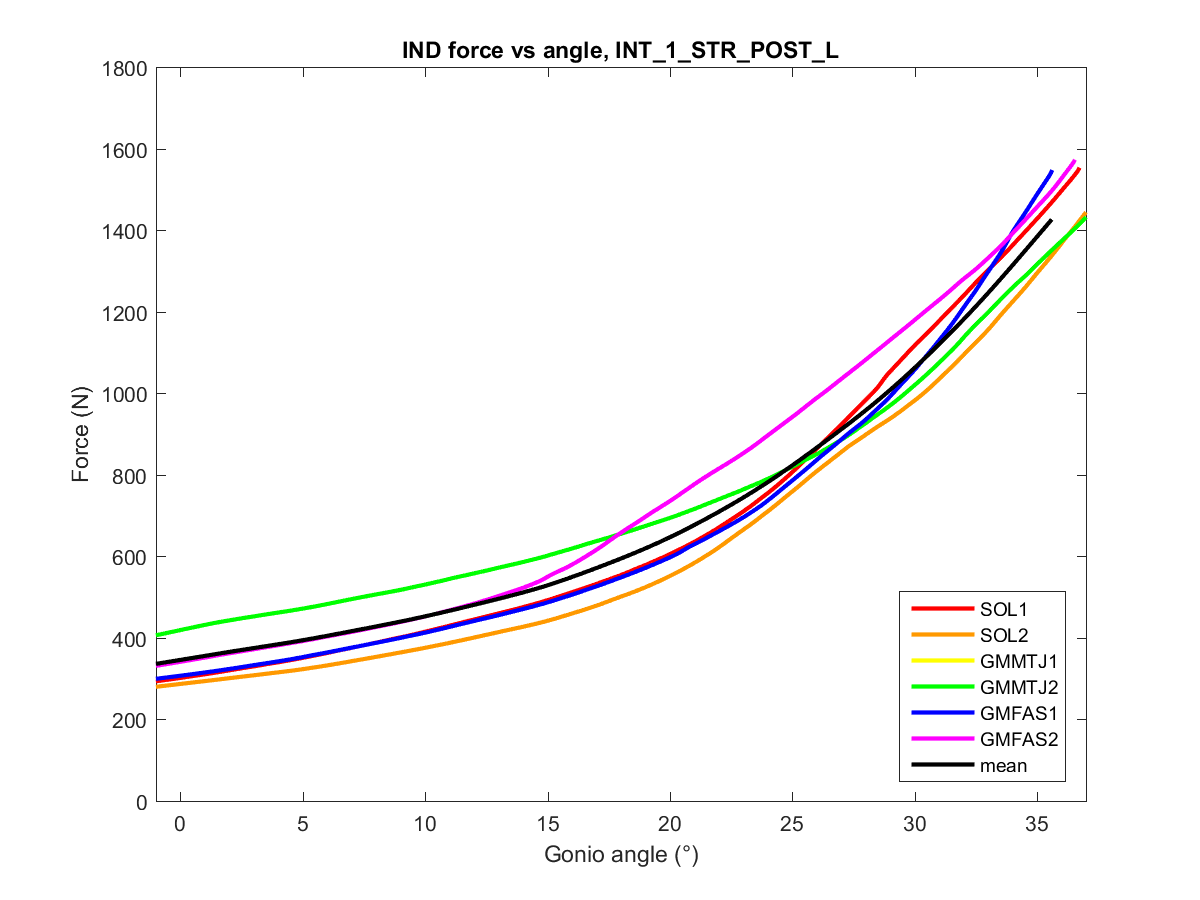 IND force vs angle, INT_1_STR_POST_L
1800
1600
1400
1200
1000
800
600
400
200
0
Force (N)
0 5 10 15 20 25 30 35
Gonio angle (°)
SOL1
SOL2
GMMTJ1
GMMTJ2
GMFAS1
GMFAS2
mean